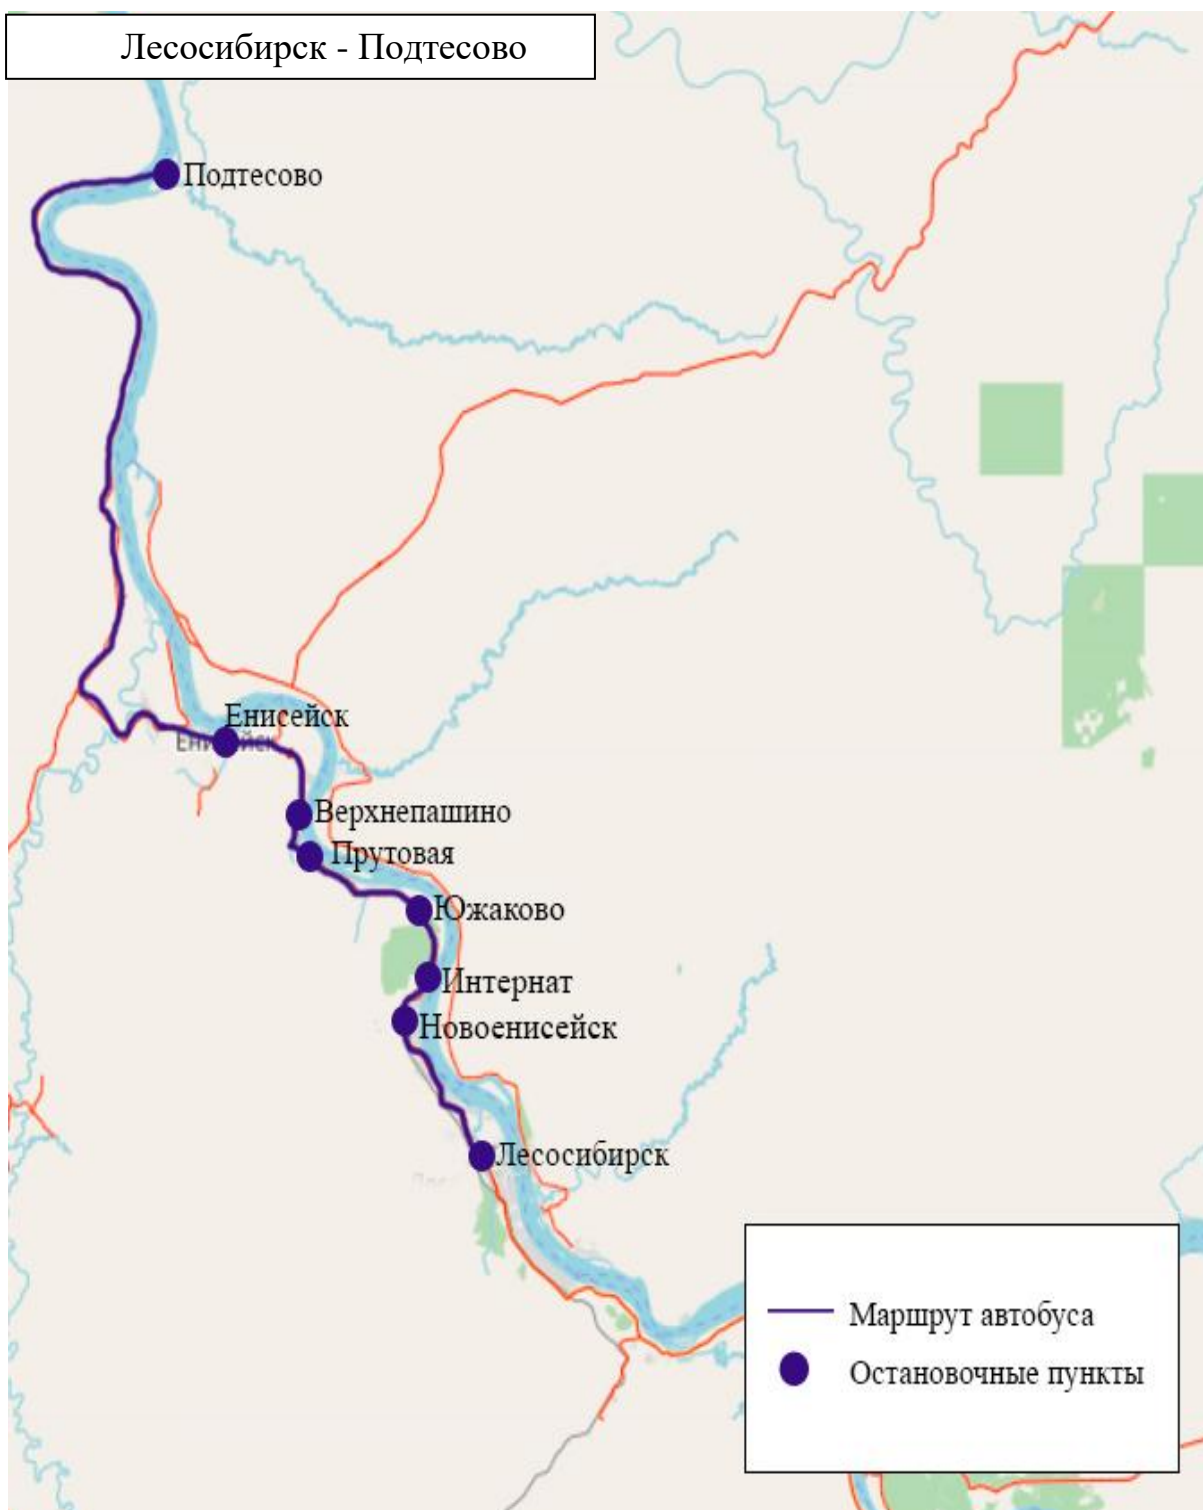 Лесосибирск - Подтесово
Подтесово
Енисейск
Верхнепашино
Прутовая
Южаково
Интернат
Новоенисейск
Лесосибирск
Маршрут автобуса
Остановочные пункты